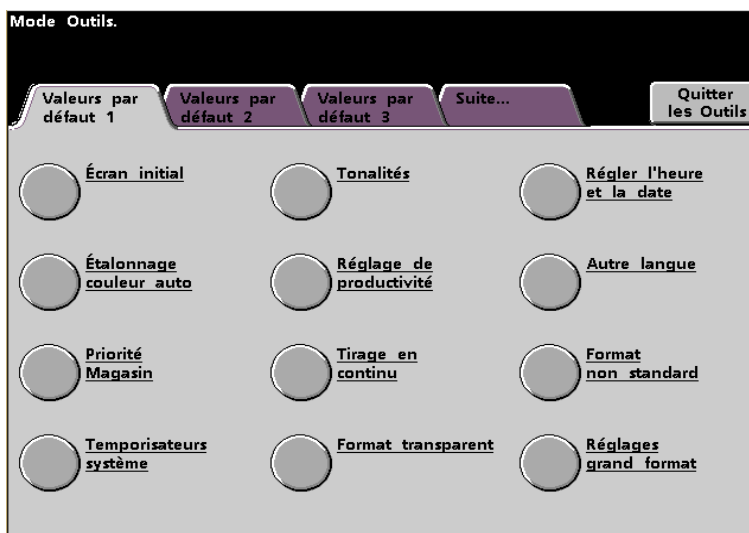 Mode Outils.
Valeurs par
défaut 1
Valeurs par
défaut 2
Valeurs par
défaut 3
Suite...
Quitter
les Outils
Écran initial
Tonalités
Régler l'heure
et la date
Étalonnage
couleur auto
Réglage de
productivité
Autre langue
Priorité
Magasin
Tirage en
continu
Format
non standard
Temporisateurs
système
Format transparent
Réglages
grand format